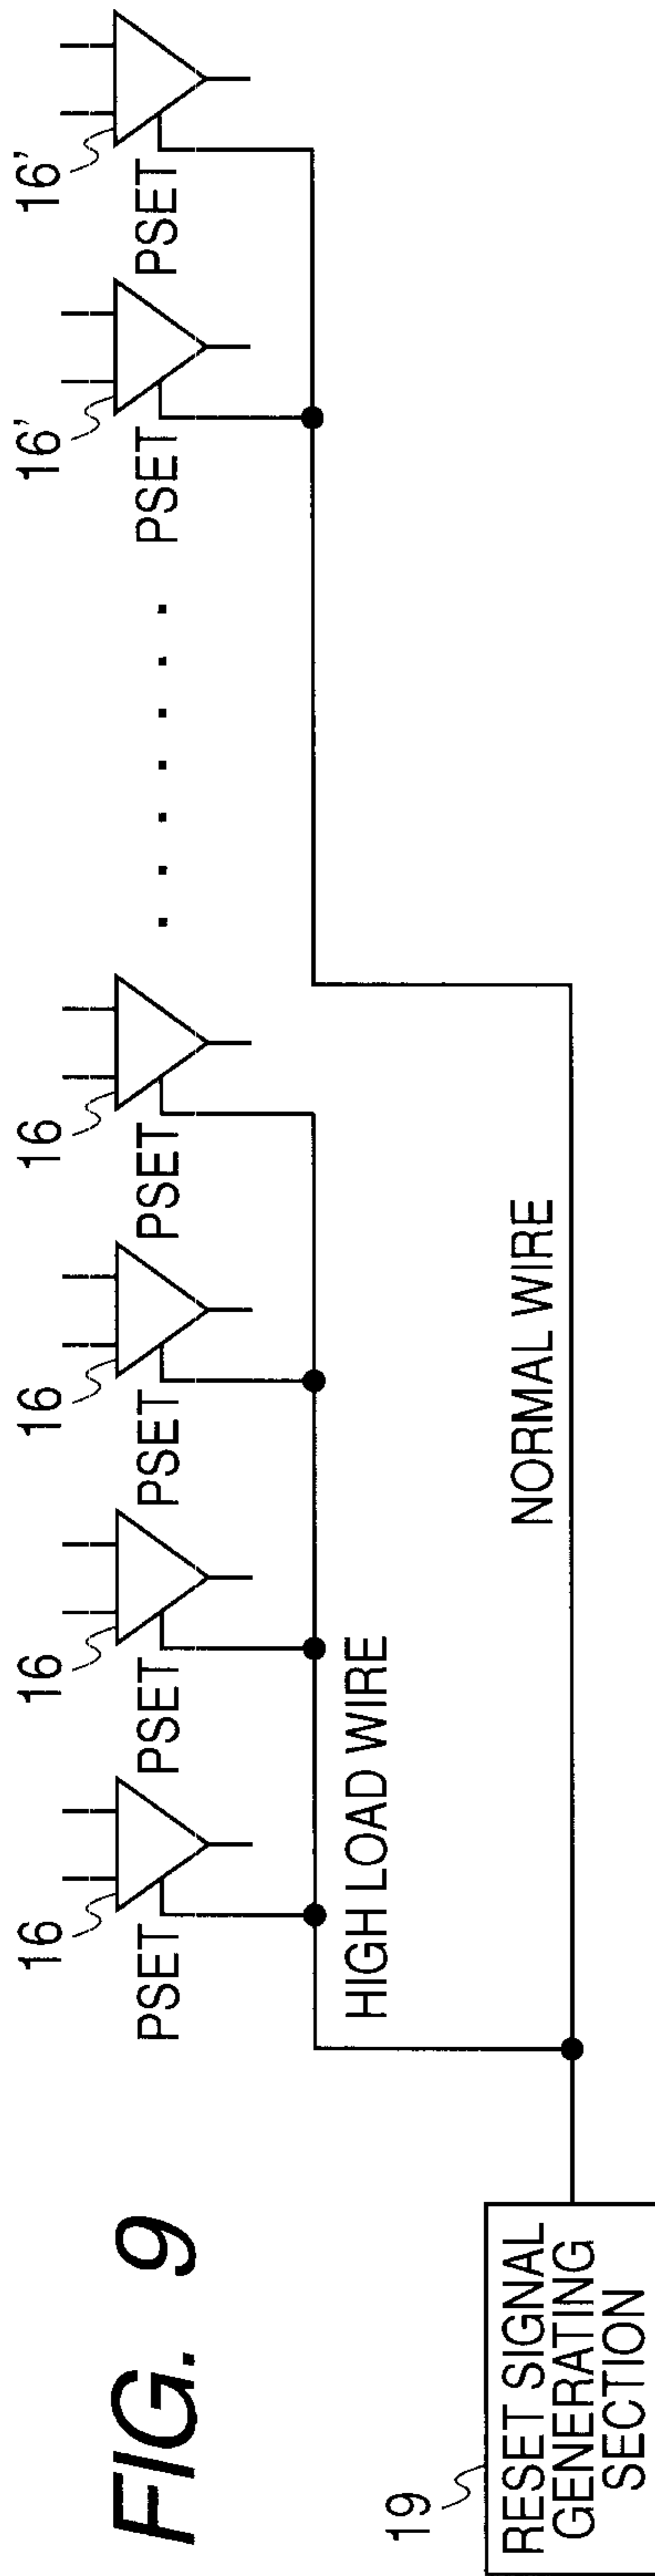 FIG. 9
16
16
16
16
16'
16'
PSET
PSET
PSET
PSET
PSET
PSET
HIGH LOAD WIRE
NORMAL WIRE
19
RESET SIGNAL
GENERATING
SECTION